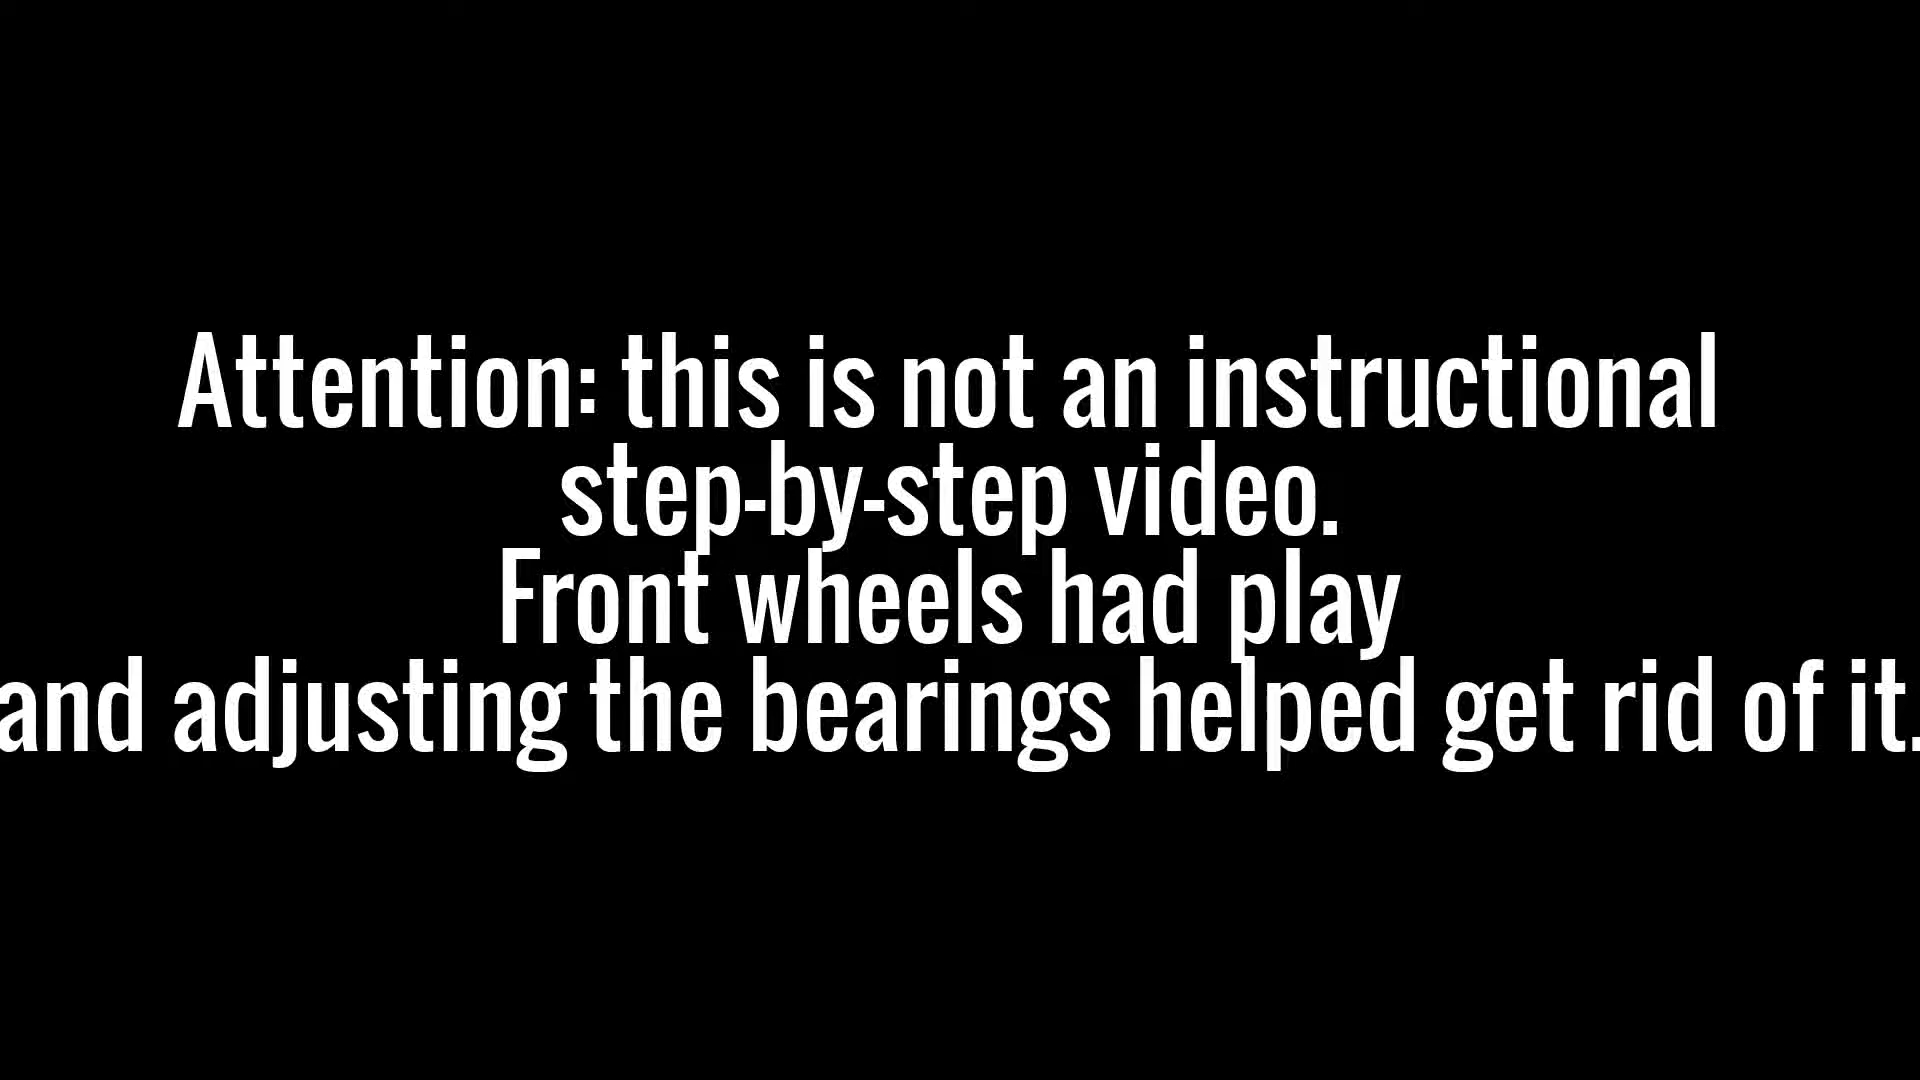 Attention: this is not an instructional
step-by-step video.
Front wheels had play
and adjusting the bearings helped get rid of it.